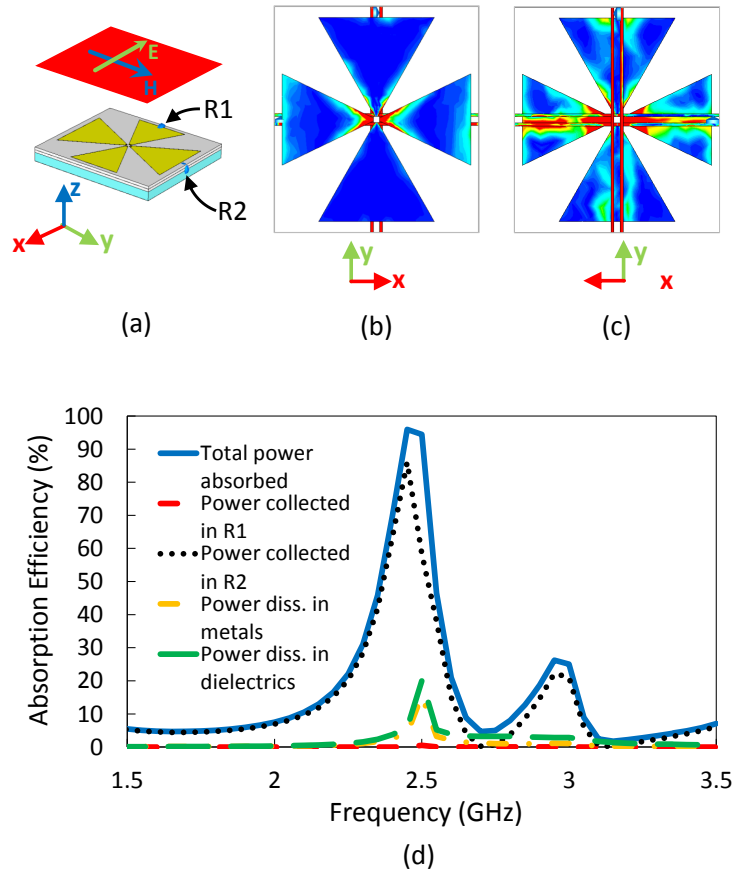 E
H
R1
R2
z
x
y
(a)
y
x
(b)
y
x
(c)
Absorption Efficiency (%)
100
90
80
70
60
50
40
30
20
10
0
Total power
absorbed
Power collected
in R1
Power collected
in R2
Power diss. in
metals
Power diss. in
dielectrics
1.5
2
2.5
3
3.5
Frequency (GHz)
(d)